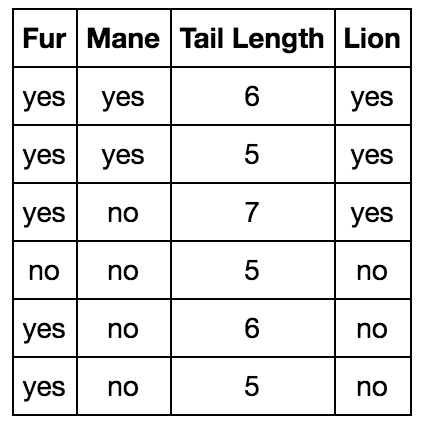 Fur Mane Tail Length Lion
yes yes 6 yes
yes yes 5 yes
yes no 7 yes
no no 5 no
yes no 6 no
yes no 5 no